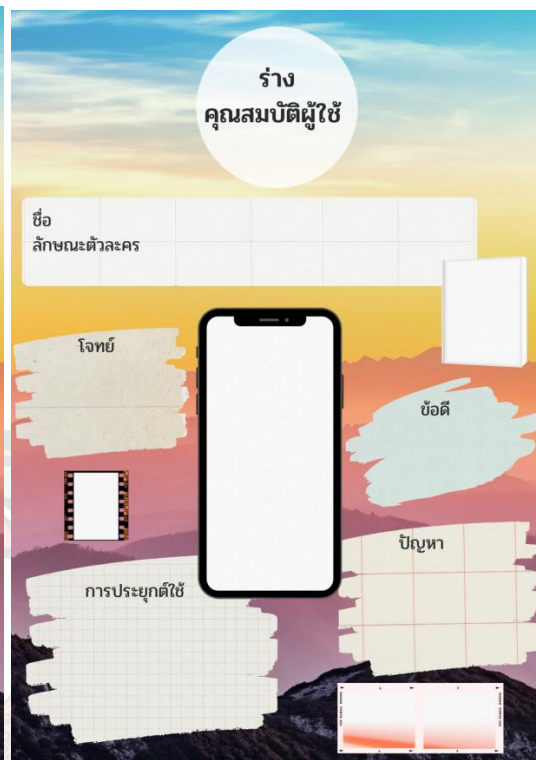 ร่าง
คุณสมบัติผู้ใช้
ชื่อ
ลักษณะตัวละคร
โจทย์
ข้อดี
ปัญหา
การประยุกต์ใช้